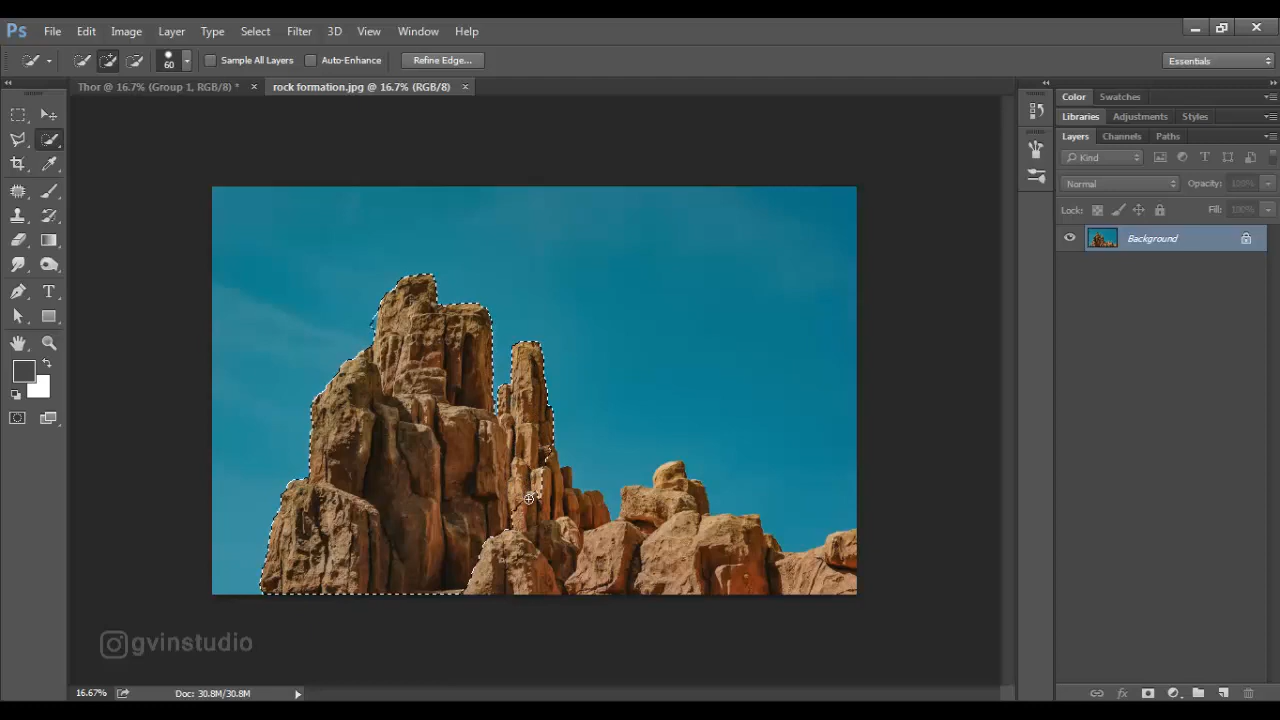 Ps File Edit Image Layer Type Select Filter 3D View Window Help
60 Sample All Layers Auto-Enhance Refine Edge... Essentials
Thor @ 16.7% (Group 1, RGB/8) * rock formation.jpg @ 16.7% (RGB/8)
Color Swatches
Libraries Adjustments Styles
Layers Channels Paths
Kind
Normal Opacity: 100%
Lock: Fill: 100%
Background
gvinstudio
16.67% Doc: 30.8M/30.8M